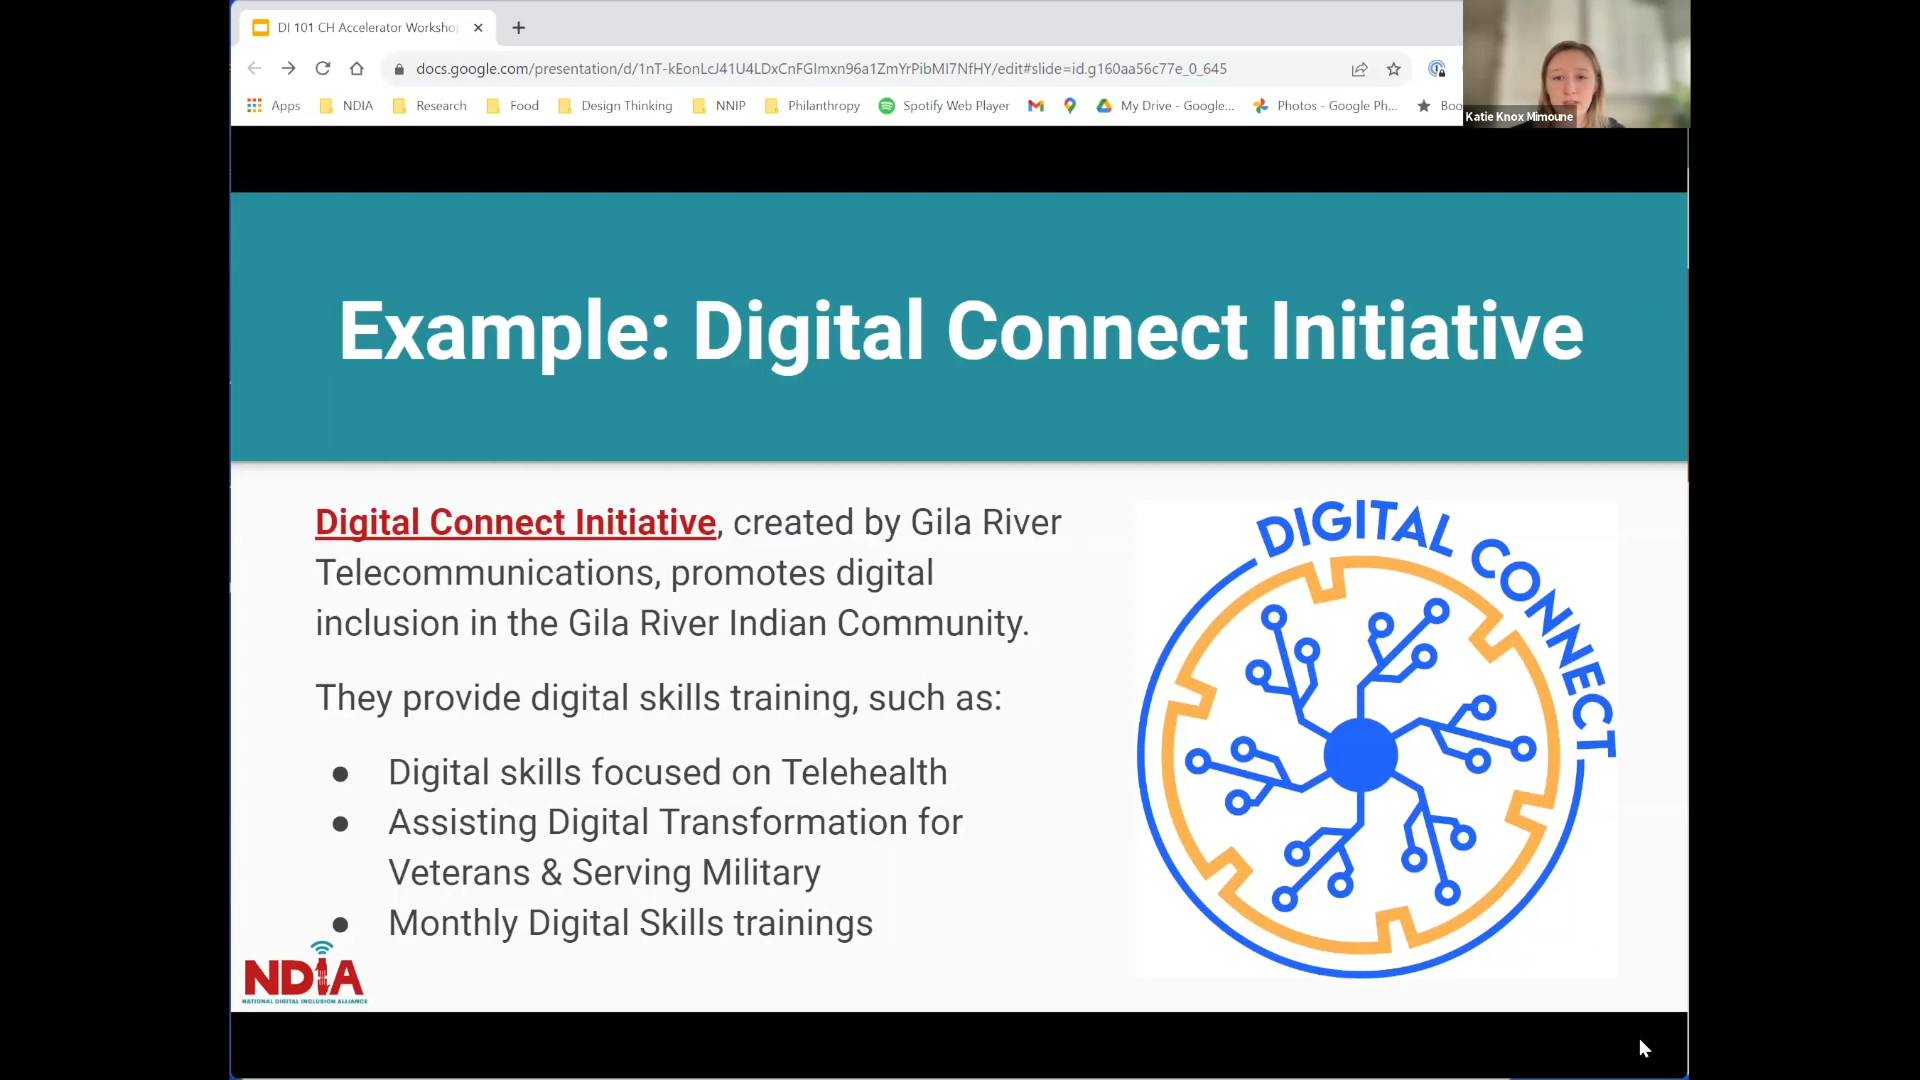 DI 101 CH Accelerator Worksho
docs.google.com/presentation/d/1nT-kEonLcJ41U4LDxCnFGImxn96a1ZmYrPibMI7NfHY/edit#slide=id.g160aa56c77e_0_645
Apps NDIA Research Food Design Thinking NNIP Philanthropy Spotify Web Player My Drive - Google... Photos - Google Ph... Boo
Katie Knox Mimoune
Example: Digital Connect Initiative
Digital Connect Initiative, created by Gila River
Telecommunications, promotes digital
inclusion in the Gila River Indian Community.
They provide digital skills training, such as:
● Digital skills focused on Telehealth
● Assisting Digital Transformation for
Veterans & Serving Military
● Monthly Digital Skills trainings
DIGITAL CONNECT
NDIA
NATIONAL DIGITAL INCLUSION ALLIANCE